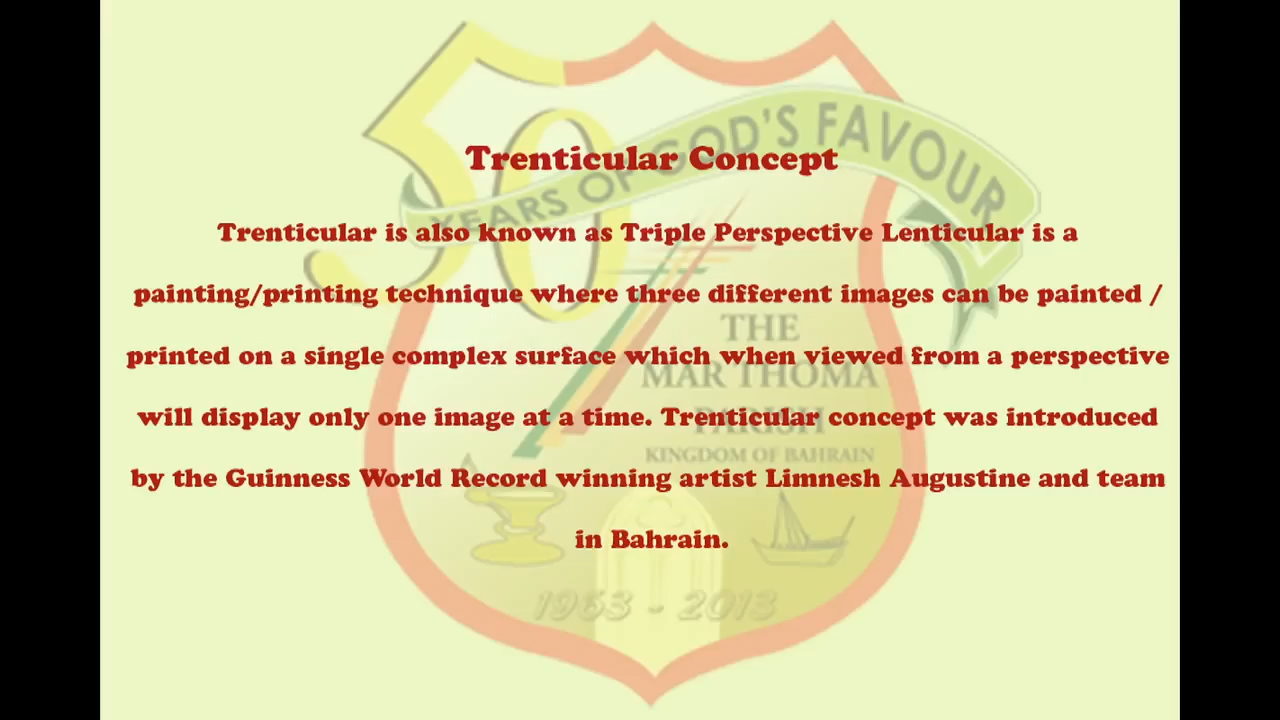 Trenticular Concept
Trenticular is also known as Triple Perspective Lenticular is a
painting/printing technique where three different images can be painted /
printed on a single complex surface which when viewed from a perspective
will display only one image at a time. Trenticular concept was introduced
by the Guinness World Record winning artist Limnesh Augustine and team
in Bahrain.
50
YEARS OF GOD'S FAVOUR
THE
MAR THOMA
PARISH
KINGDOM OF BAHRAIN
1963 - 2013